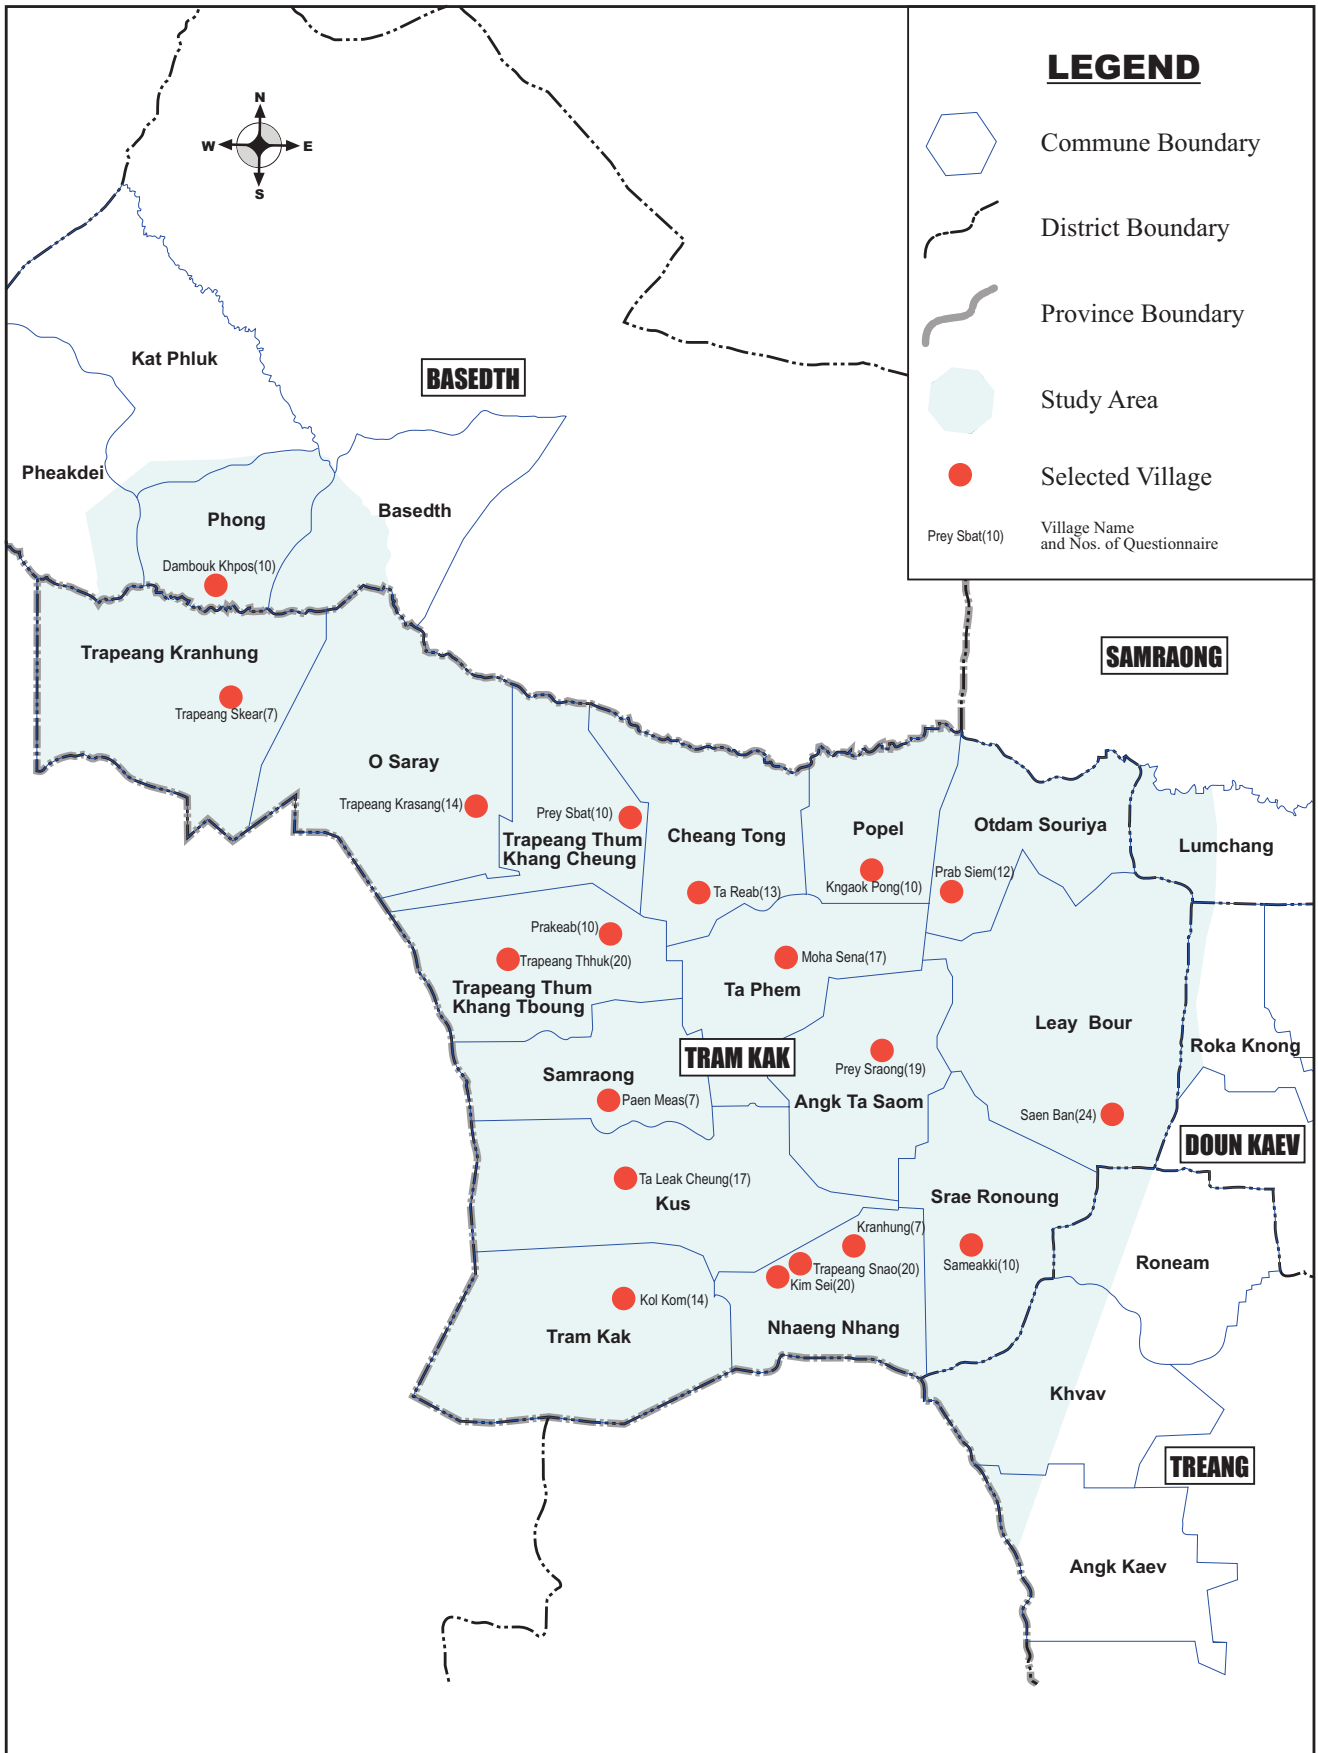 LEGEND
Commune Boundary
District Boundary
Province Boundary
Study Area
Selected Village
Prey Sbat(10)
Village Name
and Nos. of Questionnaire
N
W
E
S
Kat Phluk
BASEDTH
Pheakdei
Phong
Basedth
Dambouk Khpos(10)
Trapeang Kranhung
Trapeang Skear(7)
SAMRAONG
O Saray
Trapeang Krasang(14)
Prey Sbat(10)
Trapeang Thum
Khang Cheung
Cheang Tong
Ta Reab(13)
Popel
Kngaok Pong(10)
Otdam Souriya
Prab Siem(12)
Lumchang
Prakeab(10)
Trapeang Thhuk(20)
Trapeang Thum
Khang Tboung
Moha Sena(17)
Ta Phem
Leay Bour
Roka Knong
TRAM KAK
Samraong
Paen Meas(7)
Prey Sraong(19)
Angk Ta Saom
Saen Ban(24)
DOUN KAEV
Ta Leak Cheung(17)
Kus
Srae Ronoung
Sameakki(10)
Kranhung(7)
Trapeang Snao(20)
Kim Sei(20)
Nhaeng Nhang
Roneam
Kol Kom(14)
Tram Kak
Khvav
TREANG
Angk Kaev